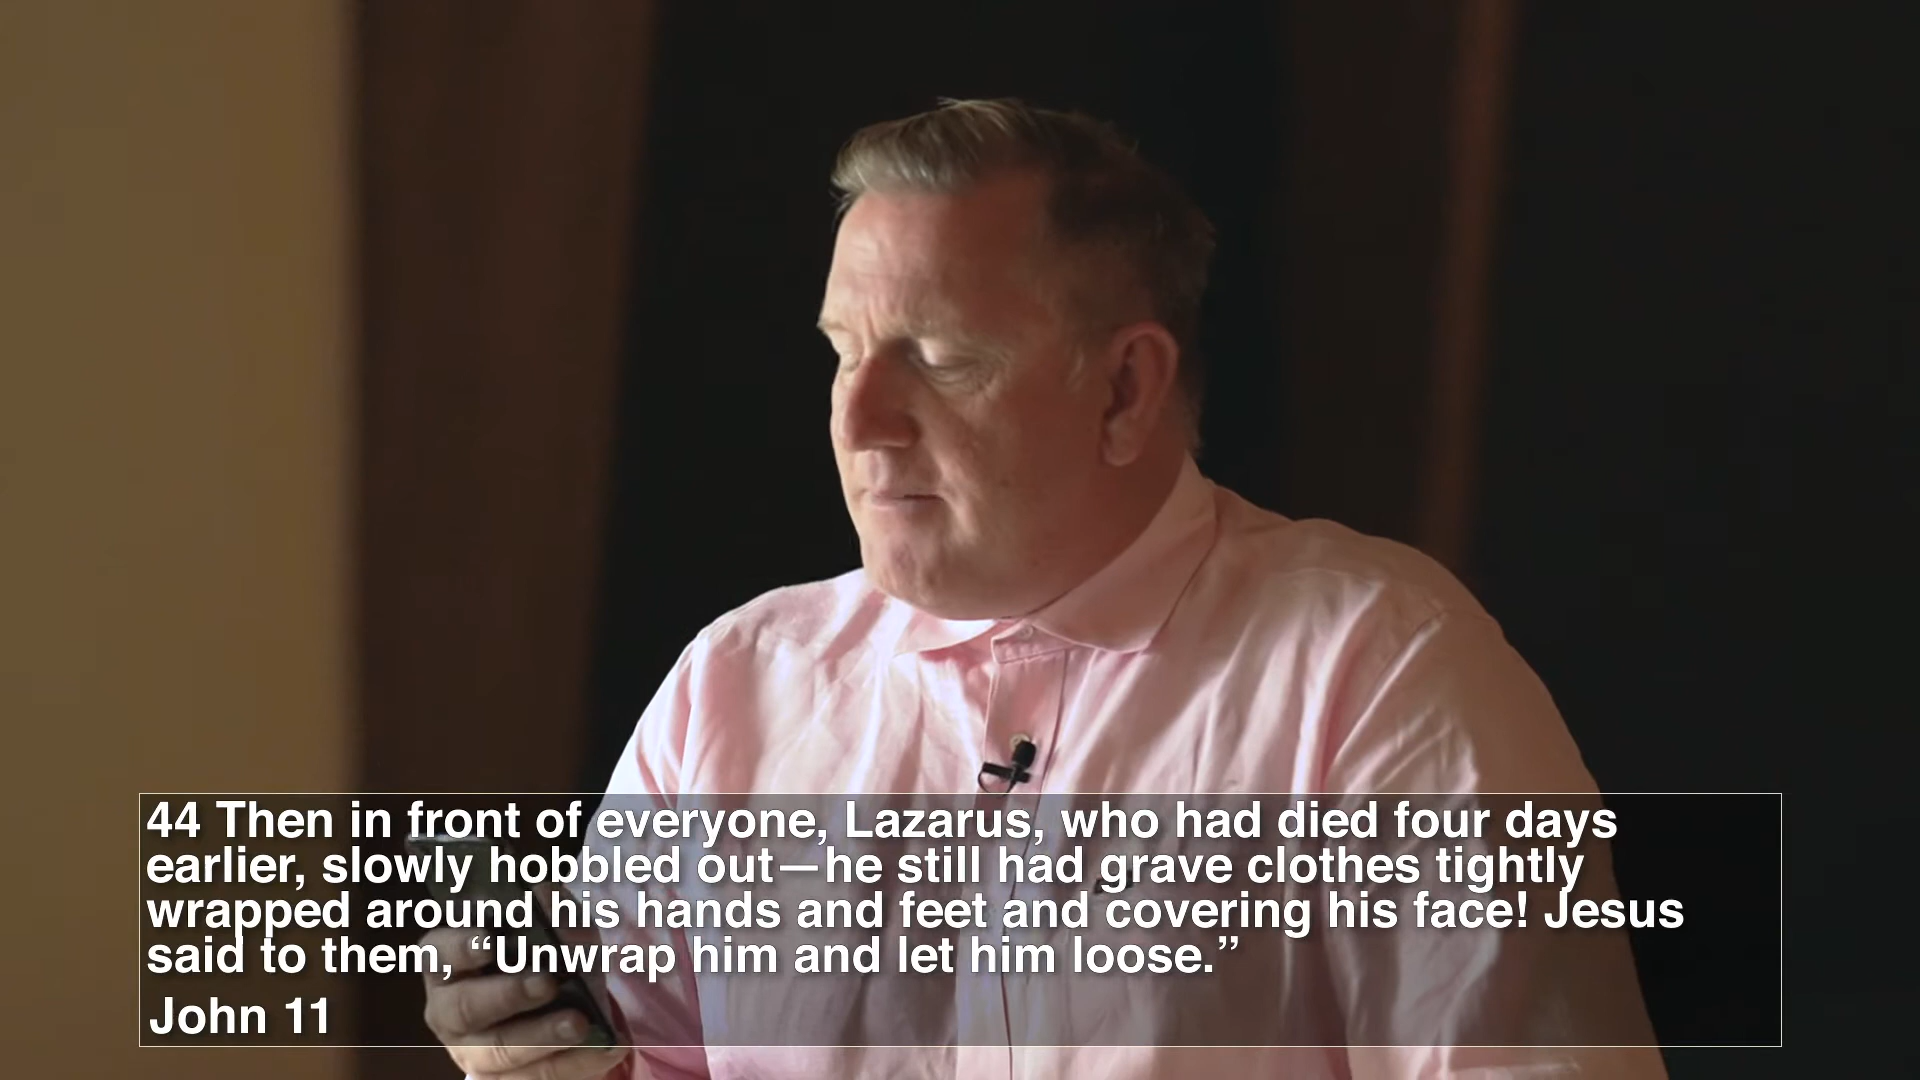 44 Then in front of everyone, Lazarus, who had died four days
earlier, slowly hobbled out—he still had grave clothes tightly
wrapped around his hands and feet and covering his face! Jesus
said to them, “Unwrap him and let him loose.”
John 11